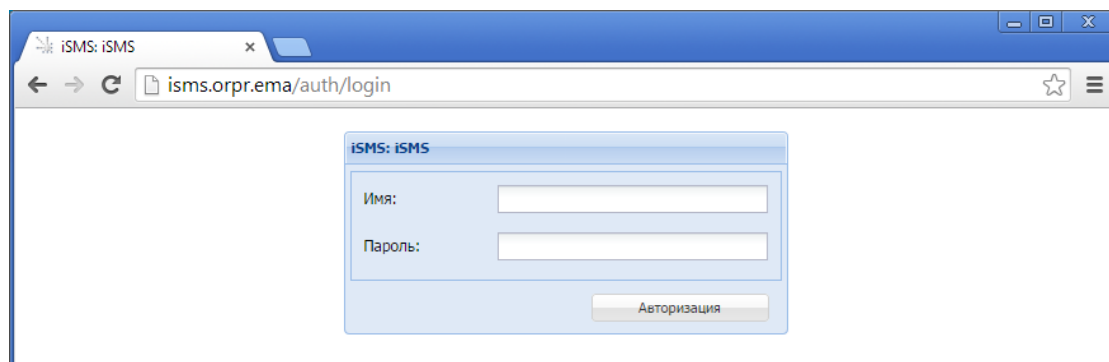 iSMS: iSMS
isms.orpr.ema/auth/login
iSMS: iSMS
Имя:
Пароль:
Авторизация